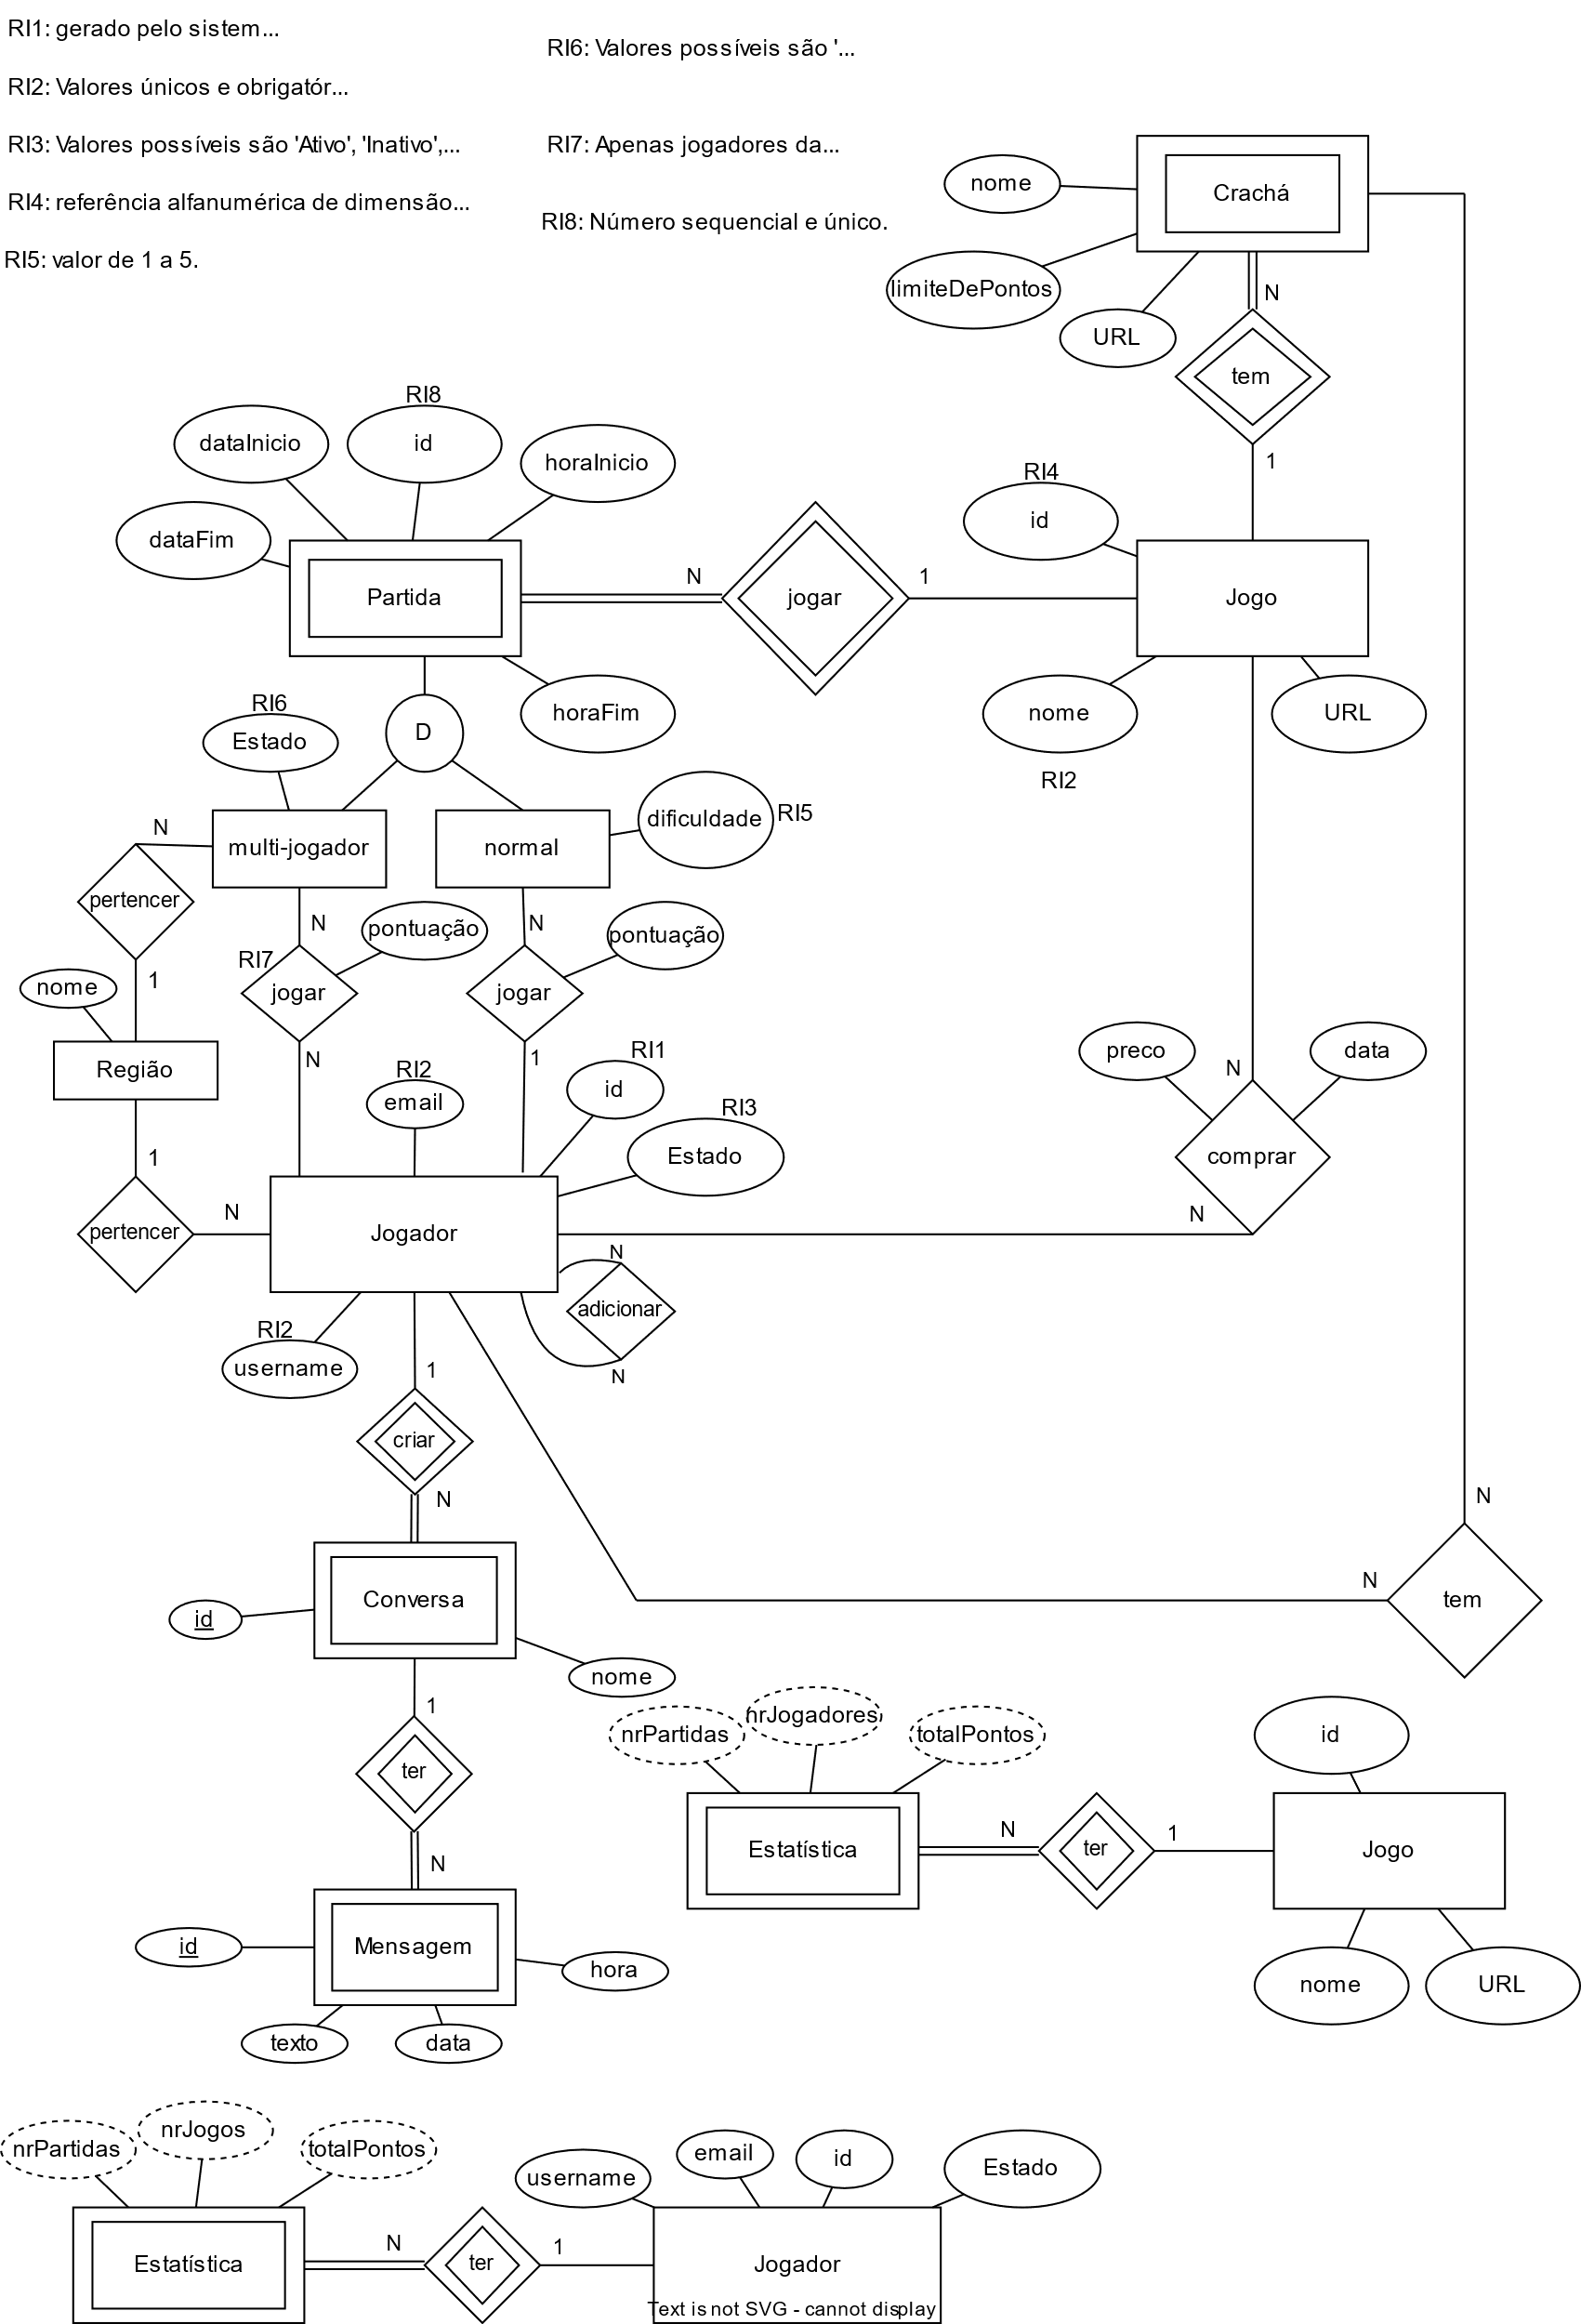 RI1: gerado pelo sistem...
RI6: Valores possíveis são '...
RI2: Valores únicos e obrigatór...
RI3: Valores possíveis são 'Ativo', 'Inativo',...
RI7: Apenas jogadores da...
RI4: referência alfanumérica de dimensão...
RI8: Número sequencial e único.
RI5: valor de 1 a 5.
nome
Crachá
limiteDePontos
N
URL
tem
RI8
dataInicio
id
horaInicio
1
RI4
id
dataFim
N
1
Partida
jogar
Jogo
RI6
Estado
D
horaFim
nome
URL
RI2
N
multi-jogador
normal
dificuldade
RI5
pertencer
N
pontuação
N
pontuação
RI7
1
nome
jogar
jogar
Região
N
1
RI2
email
RI1
id
preco
data
N
RI3
Estado
1
comprar
pertencer
N
Jogador
N
N
adicionar
N
RI2
username
1
criar
N
N
Conversa
id
N
tem
nome
1
nrPartidas
nrJogadores
totalPontos
id
ter
N
Estatística
N
ter
1
Jogo
Mensagem
id
hora
nome
URL
texto
data
nrPartidas
nrJogos
totalPontos
username
email
id
Estado
Estatística
N
ter
1
Jogador
Text is not SVG - cannot display